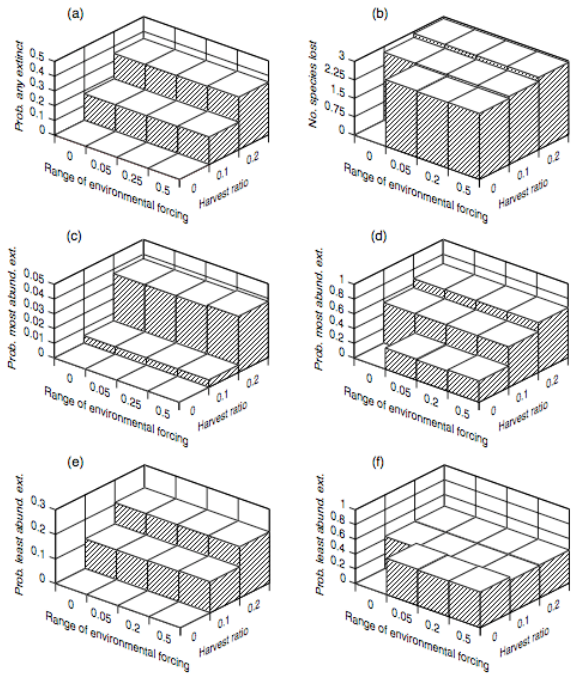 (a)
Prob. any extinct
0.5
0.4
0.3
0.2
0.1
0
0 0.05 0.25 0.5
Range of environmental forcing
0 0.1 0.2
Harvest ratio
(b)
No. species lost
3
2.25
1.5
0.75
0
0 0.05 0.2 0.5
Range of environmental forcing
0 0.1 0.2
Harvest ratio
(c)
Prob. most abund. ext.
0.05
0.04
0.03
0.02
0.01
0
0 0.05 0.2 0.5
Range of environmental forcing
0 0.1 0.2
Harvest ratio
(d)
Prob. most abund. ext.
1
0.8
0.6
0.4
0.2
0
0 0.05 0.2 0.5
Range of environmental forcing
0 0.1 0.2
Harvest ratio
(e)
Prob. least abund. ext.
0.3
0.2
0.1
0
0 0.05 0.2 0.5
Range of environmental forcing
0 0.1 0.2
Harvest ratio
(f)
Prob. least abund. ext.
1
0.8
0.6
0.4
0.2
0
0 0.05 0.2 0.5
Range of environmental forcing
0 0.1 0.2
Harvest ratio